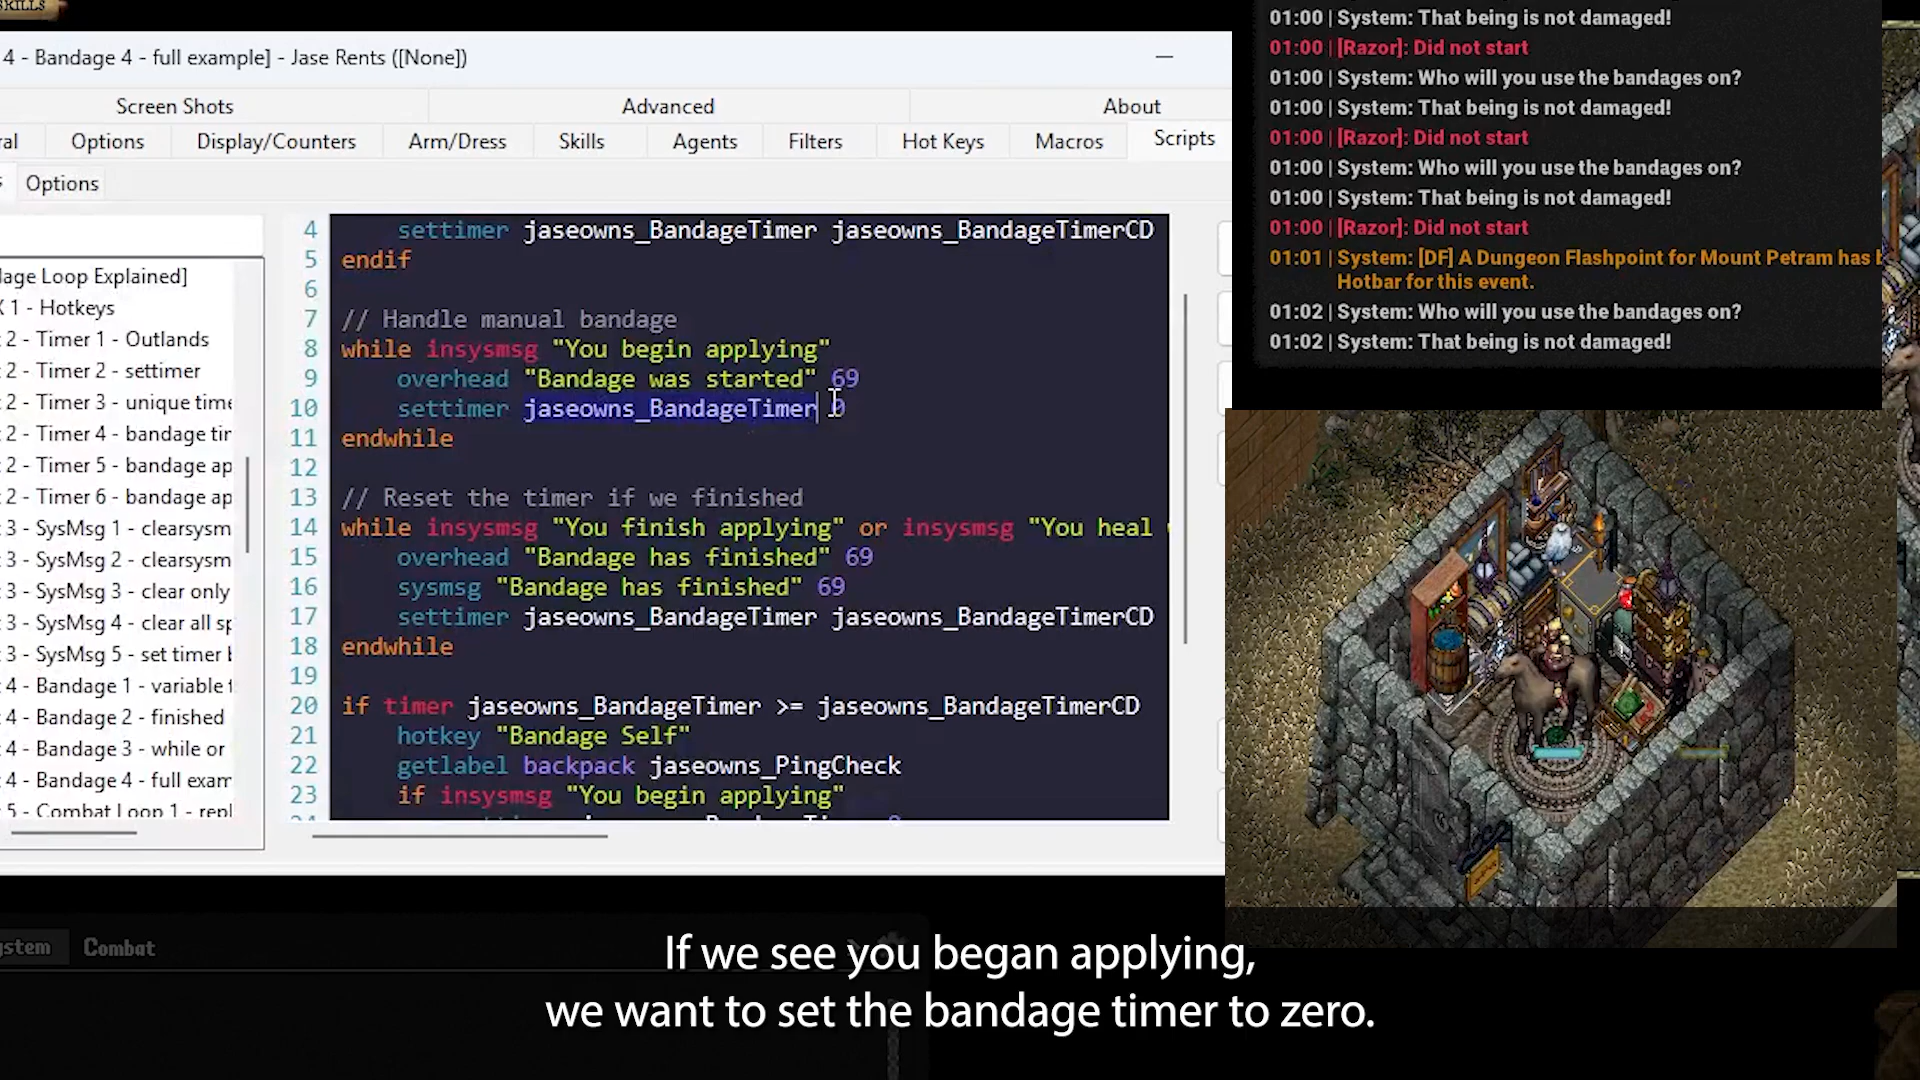 SKILLS
4 - Bandage 4 - full example] - Jase Rents ([None])
Screen Shots
Advanced
About
Options
Display/Counters
Arm/Dress
Skills
Agents
Filters
Hot Keys
Macros
Scripts
Options
age Loop Explained]
1 - Hotkeys
2 - Timer 1 - Outlands
2 - Timer 2 - settimer
2 - Timer 3 - unique time
2 - Timer 4 - bandage tir
2 - Timer 5 - bandage ap
2 - Timer 6 - bandage ap
3 - SysMsg 1 - clearsysm
3 - SysMsg 2 - clearsysm
3 - SysMsg 3 - clear only
3 - SysMsg 4 - clear all sp
3 - SysMsg 5 - set timer
4 - Bandage 1 - variable
4 - Bandage 2 - finished
4 - Bandage 3 - while or
4 - Bandage 4 - full exam
5 - Combat Loop 1 - repl
4 settimer jaseowns_BandageTimer jaseowns_BandageTimerCD
5 endif
6
7 // Handle manual bandage
8 while insysmsg "You begin applying"
9 overhead "Bandage was started" 69
10 settimer jaseowns_BandageTimer 0
11 endwhile
12
13 // Reset the timer if we finished
14 while insysmsg "You finish applying" or insysmsg "You heal
15 overhead "Bandage has finished" 69
16 sysmsg "Bandage has finished" 69
17 settimer jaseowns_BandageTimer jaseowns_BandageTimerCD
18 endwhile
19
20 if timer jaseowns_BandageTimer >= jaseowns_BandageTimerCD
21 hotkey "Bandage Self"
22 getlabel backpack jaseowns_PingCheck
23 if insysmsg "You begin applying"
01:00 | System: That being is not damaged!
01:00 | [Razor]: Did not start
01:00 | System: Who will you use the bandages on?
01:00 | System: That being is not damaged!
01:00 | [Razor]: Did not start
01:00 | System: Who will you use the bandages on?
01:00 | System: That being is not damaged!
01:00 | [Razor]: Did not start
01:01 | System: [DF] A Dungeon Flashpoint for Mount Petram has
Hotbar for this event.
01:02 | System: Who will you use the bandages on?
01:02 | System: That being is not damaged!
ystem Combat
If we see you began applying,
we want to set the bandage timer to zero.